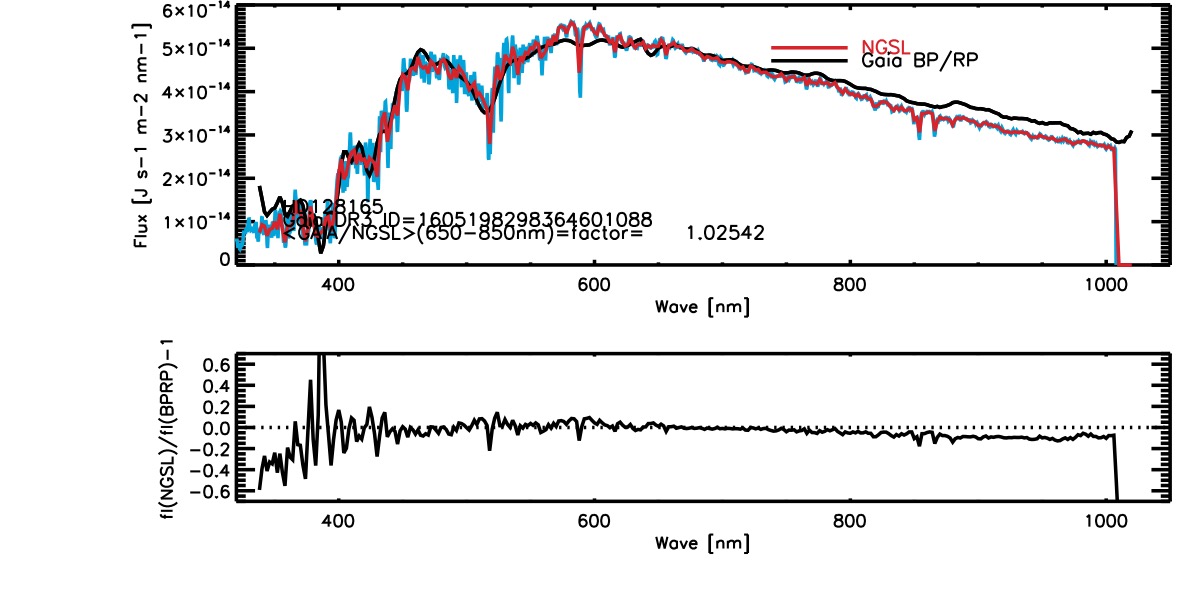 6×10−14
5×10−14
4×10−14
3×10−14
2×10−14
1×10−14
0
Flux [J s−1 m−2 nm−1]
NGSL
Gaia BP/RP
HD128165
Gaia DR3 ID=1605198298364601088
<GAIA/NGSL>(650−850nm)=factor= 1.02542
400 600 800 1000
Wave [nm]
fl(NGSL)/fl(BPRP)−1
0.6
0.4
0.2
0.0
−0.2
−0.4
−0.6
400 600 800 1000
Wave [nm]